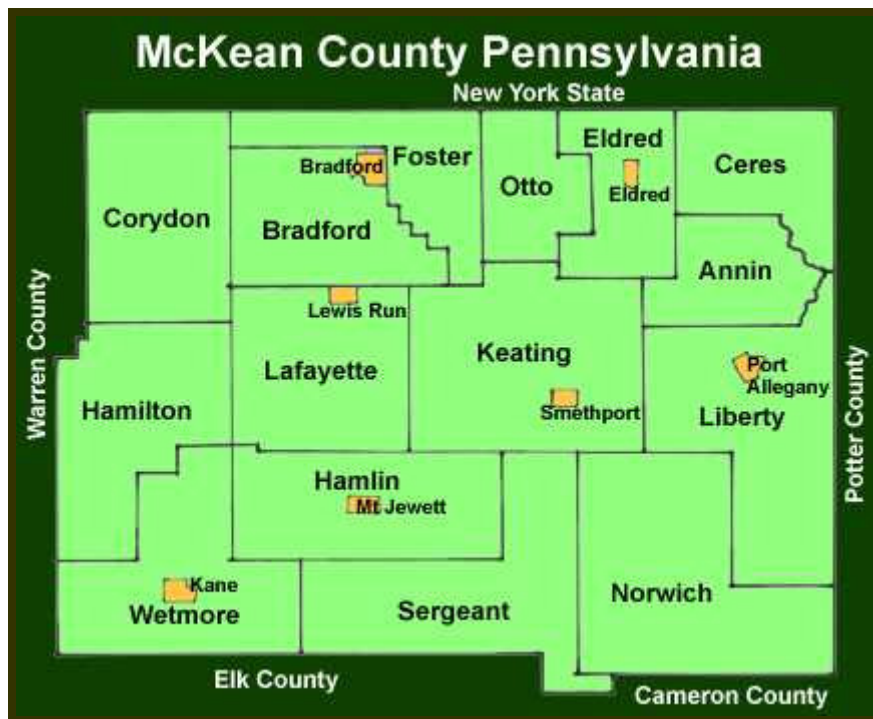 McKean County Pennsylvania
New York State
Eldred
Foster
Ceres
Bradford
Otto
Eldred
Corydon
Bradford
Annin
Lewis Run
Keating
Lafayette
Port
Allegany
Hamilton
Smethport
Liberty
Warren County
Potter County
Hamlin
Mt Jewett
Kane
Wetmore
Sergeant
Norwich
Elk County
Cameron County